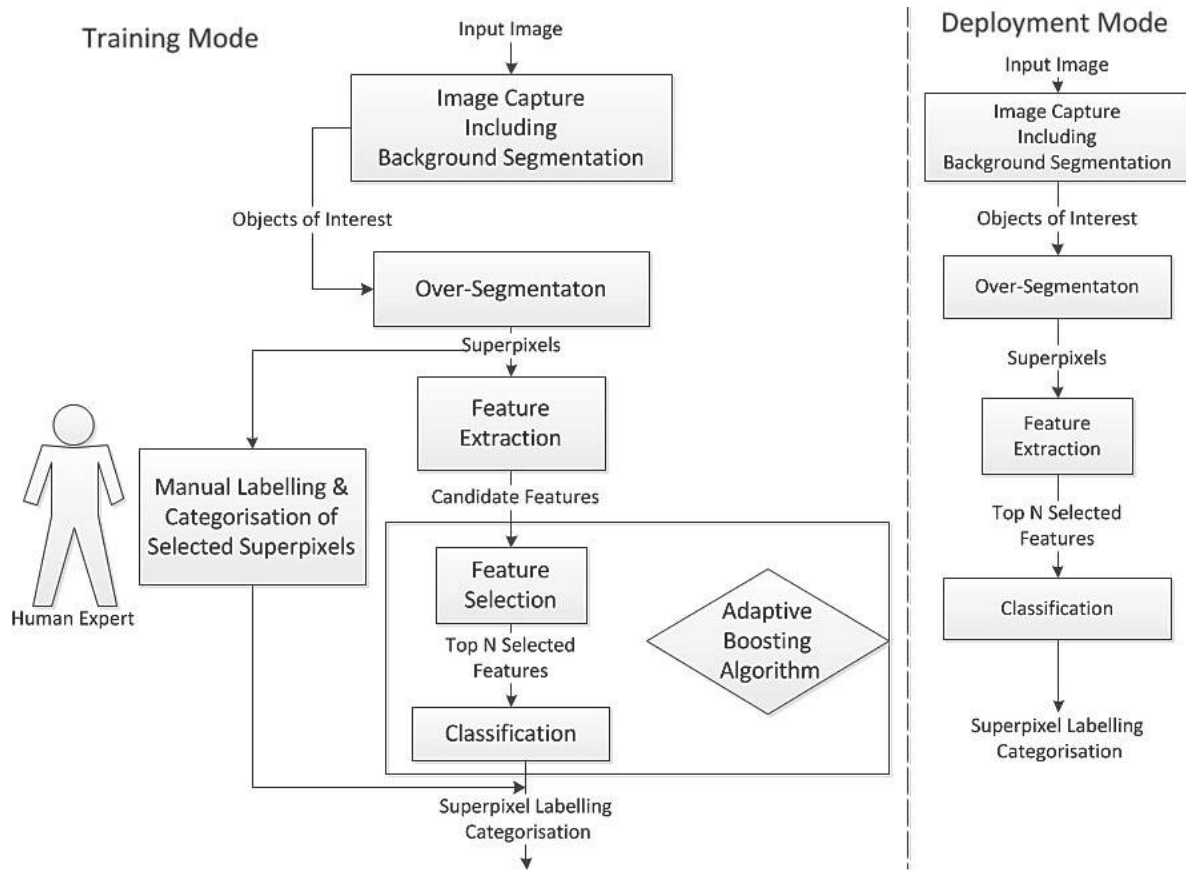 Training Mode
Input Image
Image Capture
Including
Background Segmentation
Objects of Interest
Over-Segmentaton
Superpixels
Feature
Extraction
Manual Labelling &
Categorisation of
Selected Superpixels
Human Expert
Candidate Features
Feature
Selection
Top N Selected
Features
Classification
Adaptive
Boosting
Algorithm
Superpixel Labelling
Categorisation
Deployment Mode
Input Image
Image Capture
Including
Background Segmentation
Objects of Interest
Over-Segmentaton
Superpixels
Feature
Extraction
Top N Selected
Features
Classification
Superpixel Labelling
Categorisation